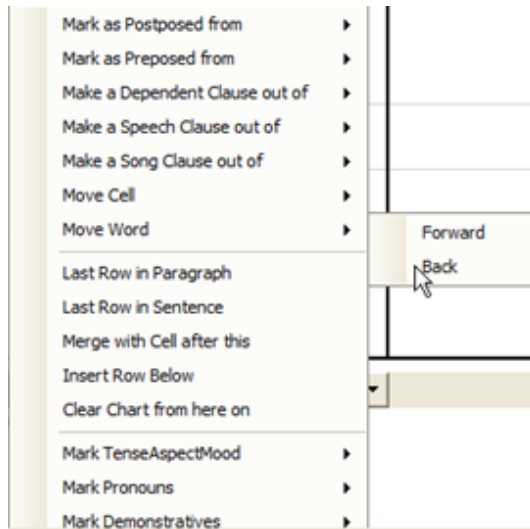 Mark as Postposed from
Mark as Preposed from
Make a Dependent Clause out of
Make a Speech Clause out of
Make a Song Clause out of
Move Cell
Move Word
Forward
Back
Last Row in Paragraph
Last Row in Sentence
Merge with Cell after this
Insert Row Below
Clear Chart from here on
Mark TenseAspectMood
Mark Pronouns
Mark Demonstratives